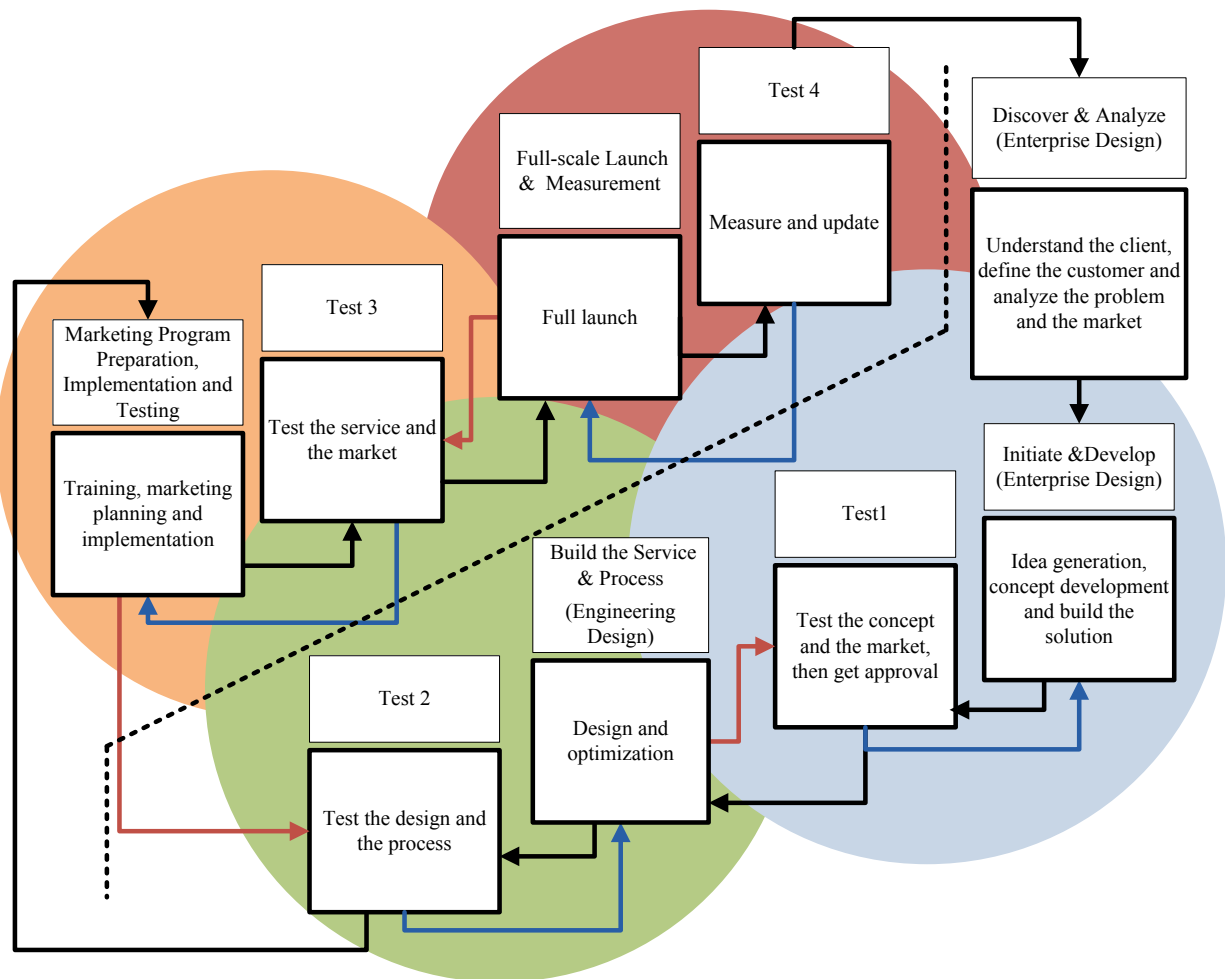 Test 4
Discover & Analyze
(Enterprise Design)
Full-scale Launch
& Measurement
Measure and update
Understand the client,
define the customer and
analyze the problem
and the market
Test 3
Full launch
Marketing Program
Preparation,
Implementation and
Testing
Test the service and
the market
Initiate &Develop
(Enterprise Design)
Training, marketing
planning and
implementation
Test1
Build the Service
& Process
(Engineering
Design)
Idea generation,
concept development
and build the
solution
Test the concept
and the market,
then get approval
Test 2
Design and
optimization
Test the design and
the process